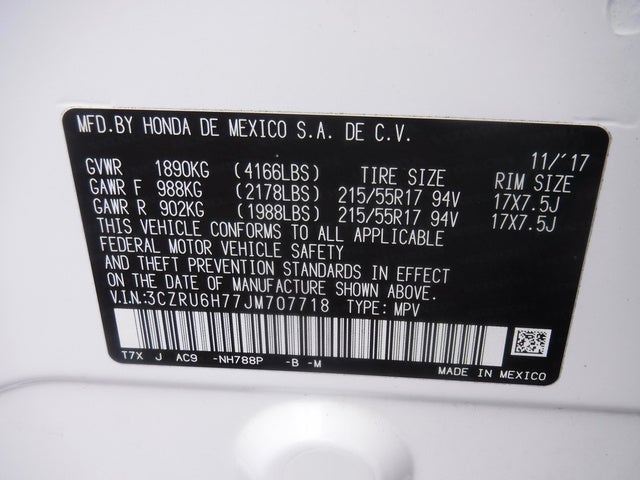 MFD.BY HONDA DE MEXICO S.A. DE C.V.
11/'17
GVWR 1890KG (4166LBS) TIRE SIZE RIM SIZE
GAWR F 988KG (2178LBS) 215/55R17 94V 17X7.5J
GAWR R 902KG (1988LBS) 215/55R17 94V 17X7.5J
THIS VEHICLE CONFORMS TO ALL APPLICABLE
FEDERAL MOTOR VEHICLE SAFETY
AND THEFT PREVENTION STANDARDS IN EFFECT
ON THE DATE OF MANUFACTURE SHOWN ABOVE.
V.I.N:3CZRU6H77JM707718 TYPE: MPV
T7X J AC9 -NH788P -B -M
MADE IN MEXICO